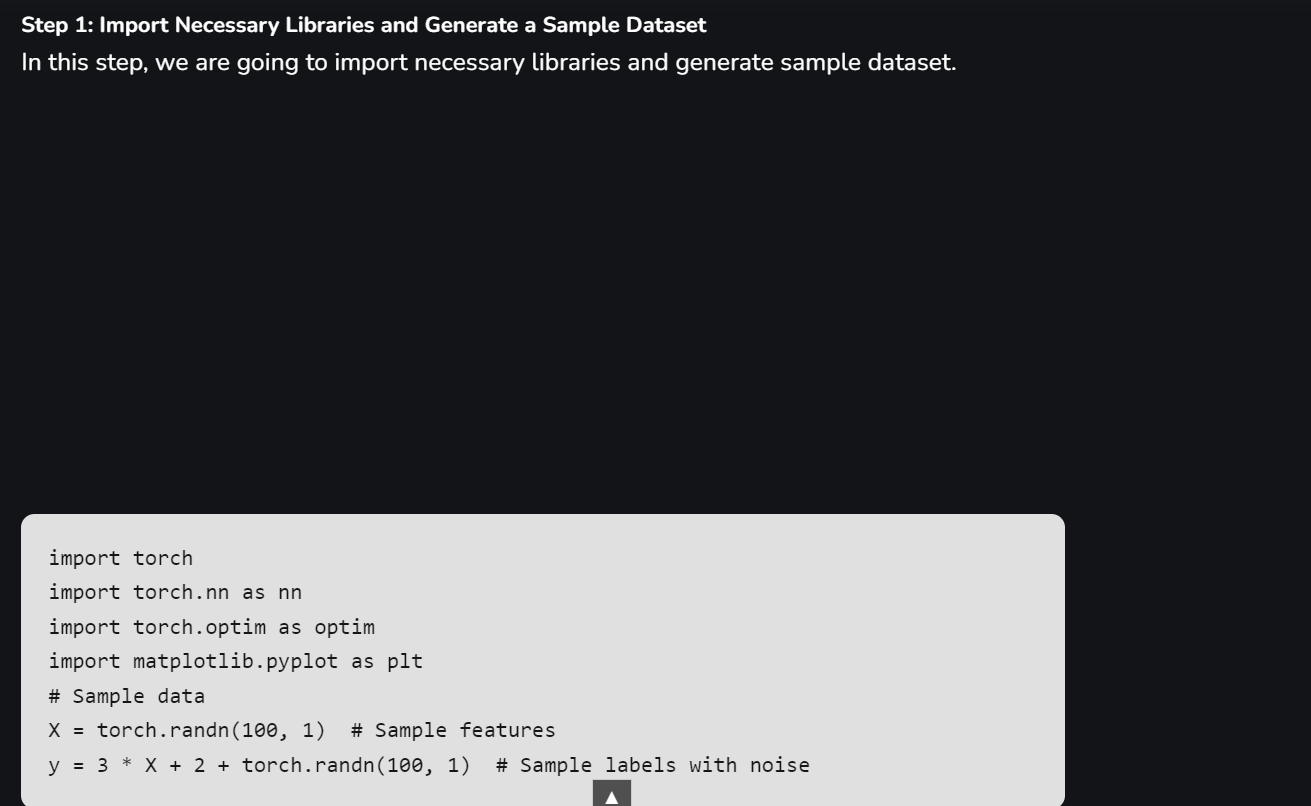 Step 1: Import Necessary Libraries and Generate a Sample Dataset
In this step, we are going to import necessary libraries and generate sample dataset.
import torch
import torch.nn as nn
import torch.optim as optim
import matplotlib.pyplot as plt
# Sample data
X = torch.randn(100, 1)  # Sample features
y = 3 * X + 2 + torch.randn(100, 1)  # Sample labels with noise